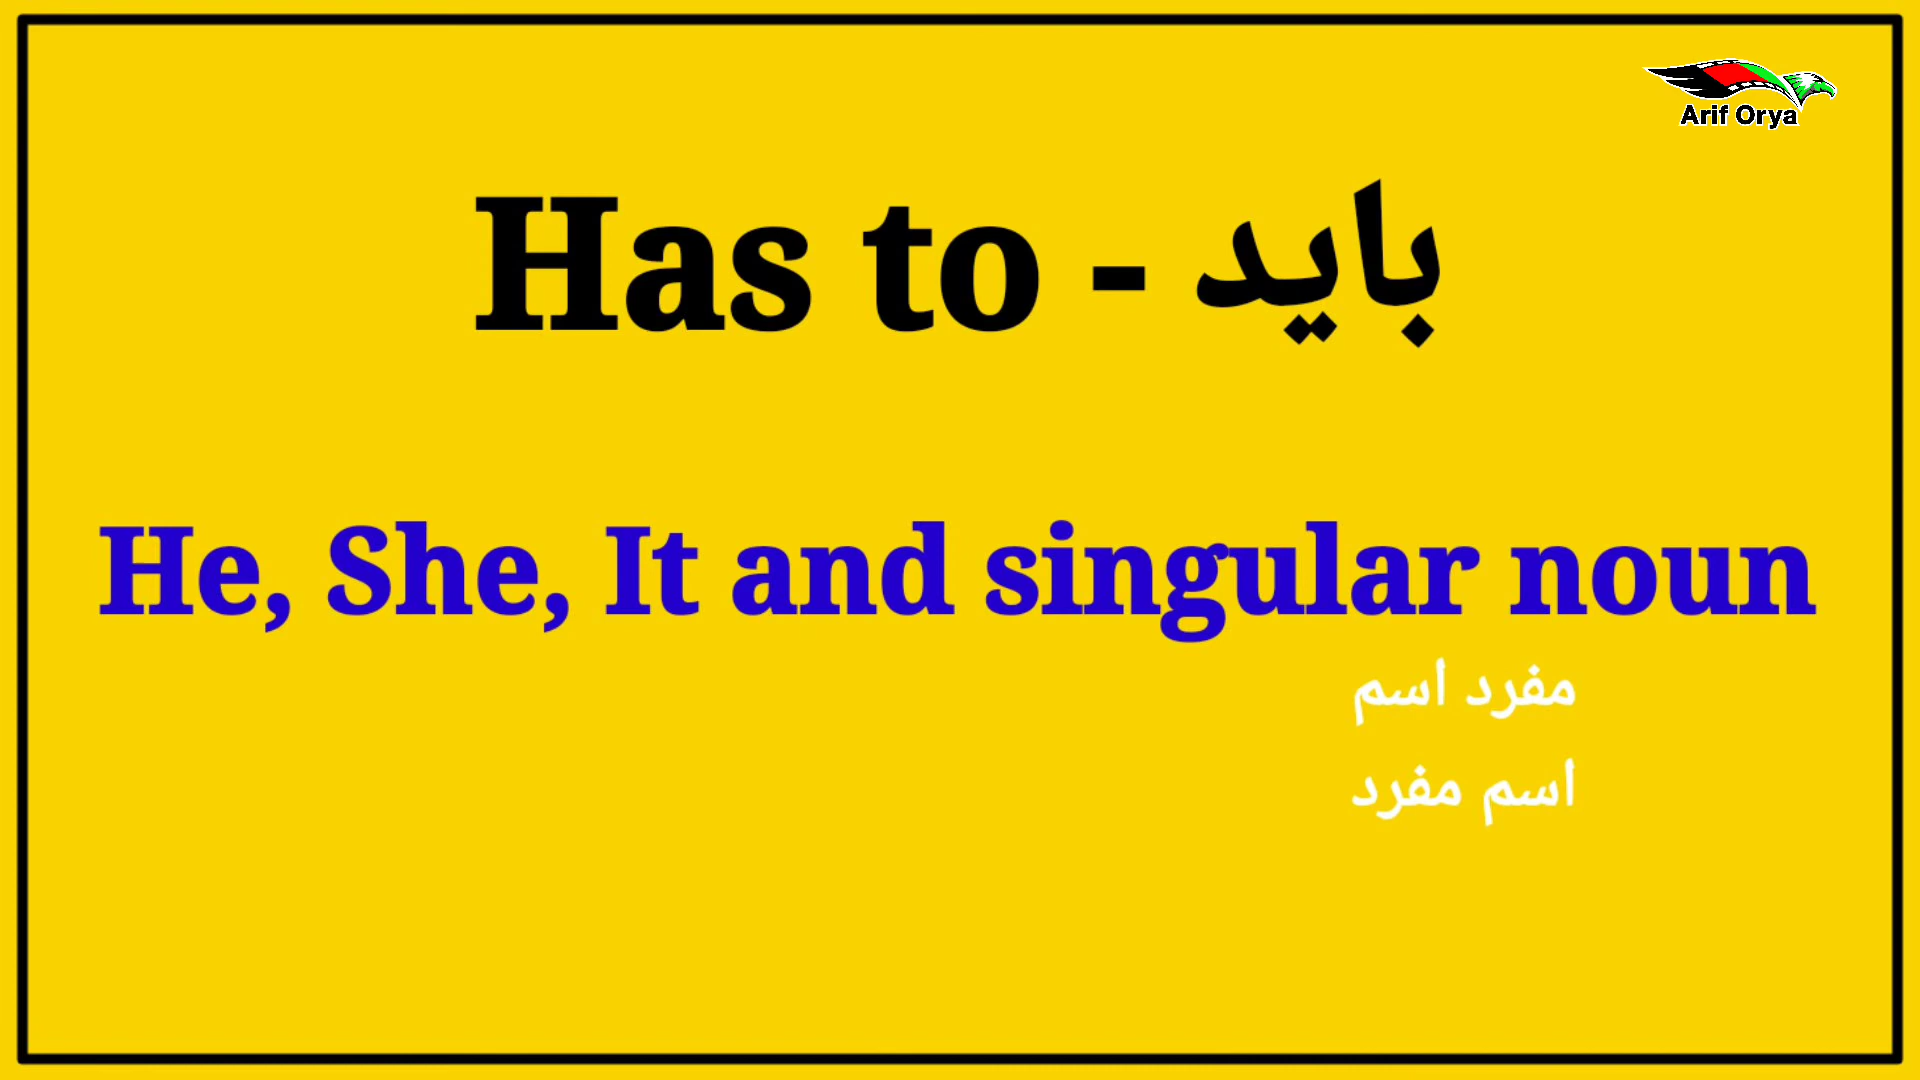 Arif Orya
Has to - باید
He, She, It and singular noun
مفرد اسم
اسم مفرد